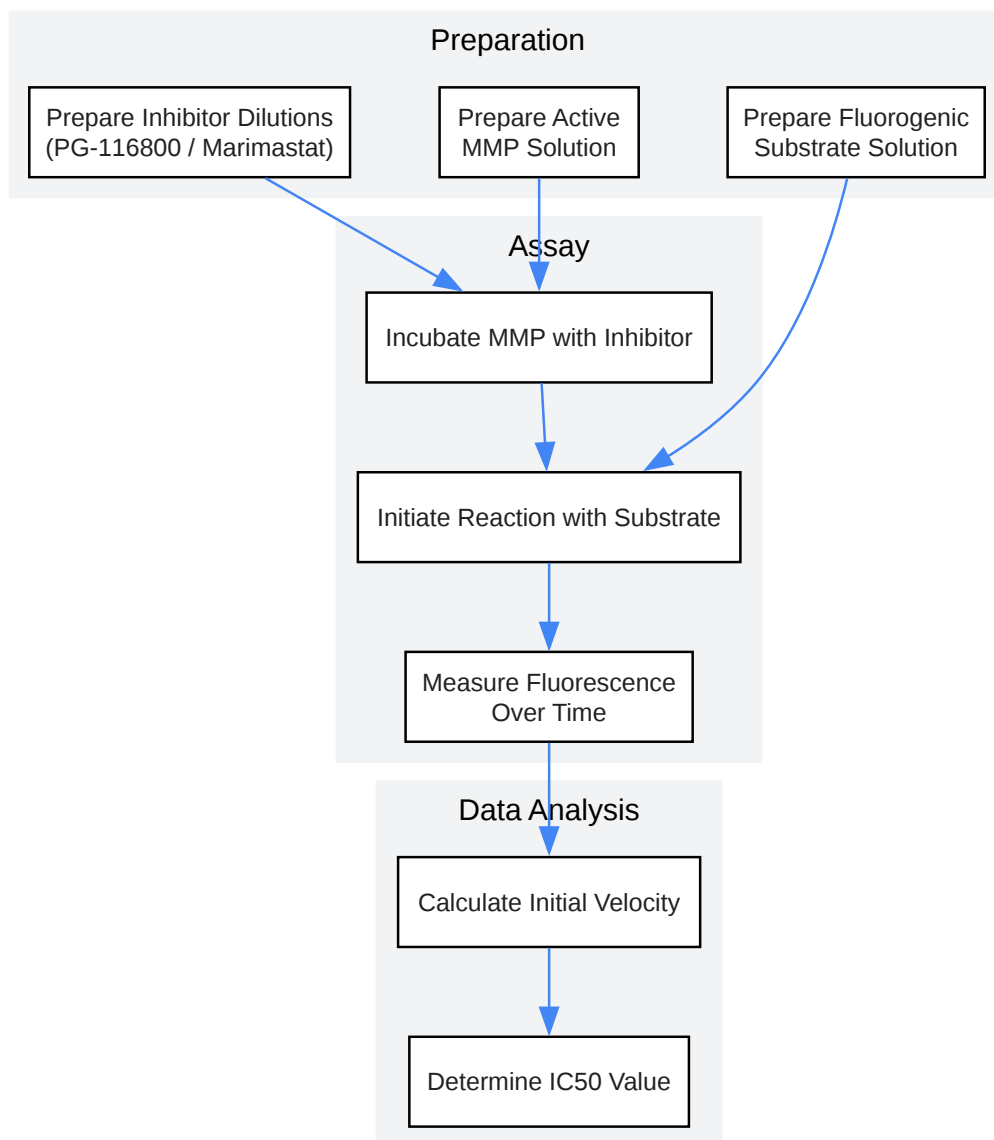 Preparation
Prepare Inhibitor Dilutions
(PG-116800 / Marimastat)
Prepare Active
MMP Solution
Prepare Fluorogenic
Substrate Solution
Assay
Incubate MMP with Inhibitor
Initiate Reaction with Substrate
Measure Fluorescence
Over Time
Data Analysis
Calculate Initial Velocity
Determine IC50 Value